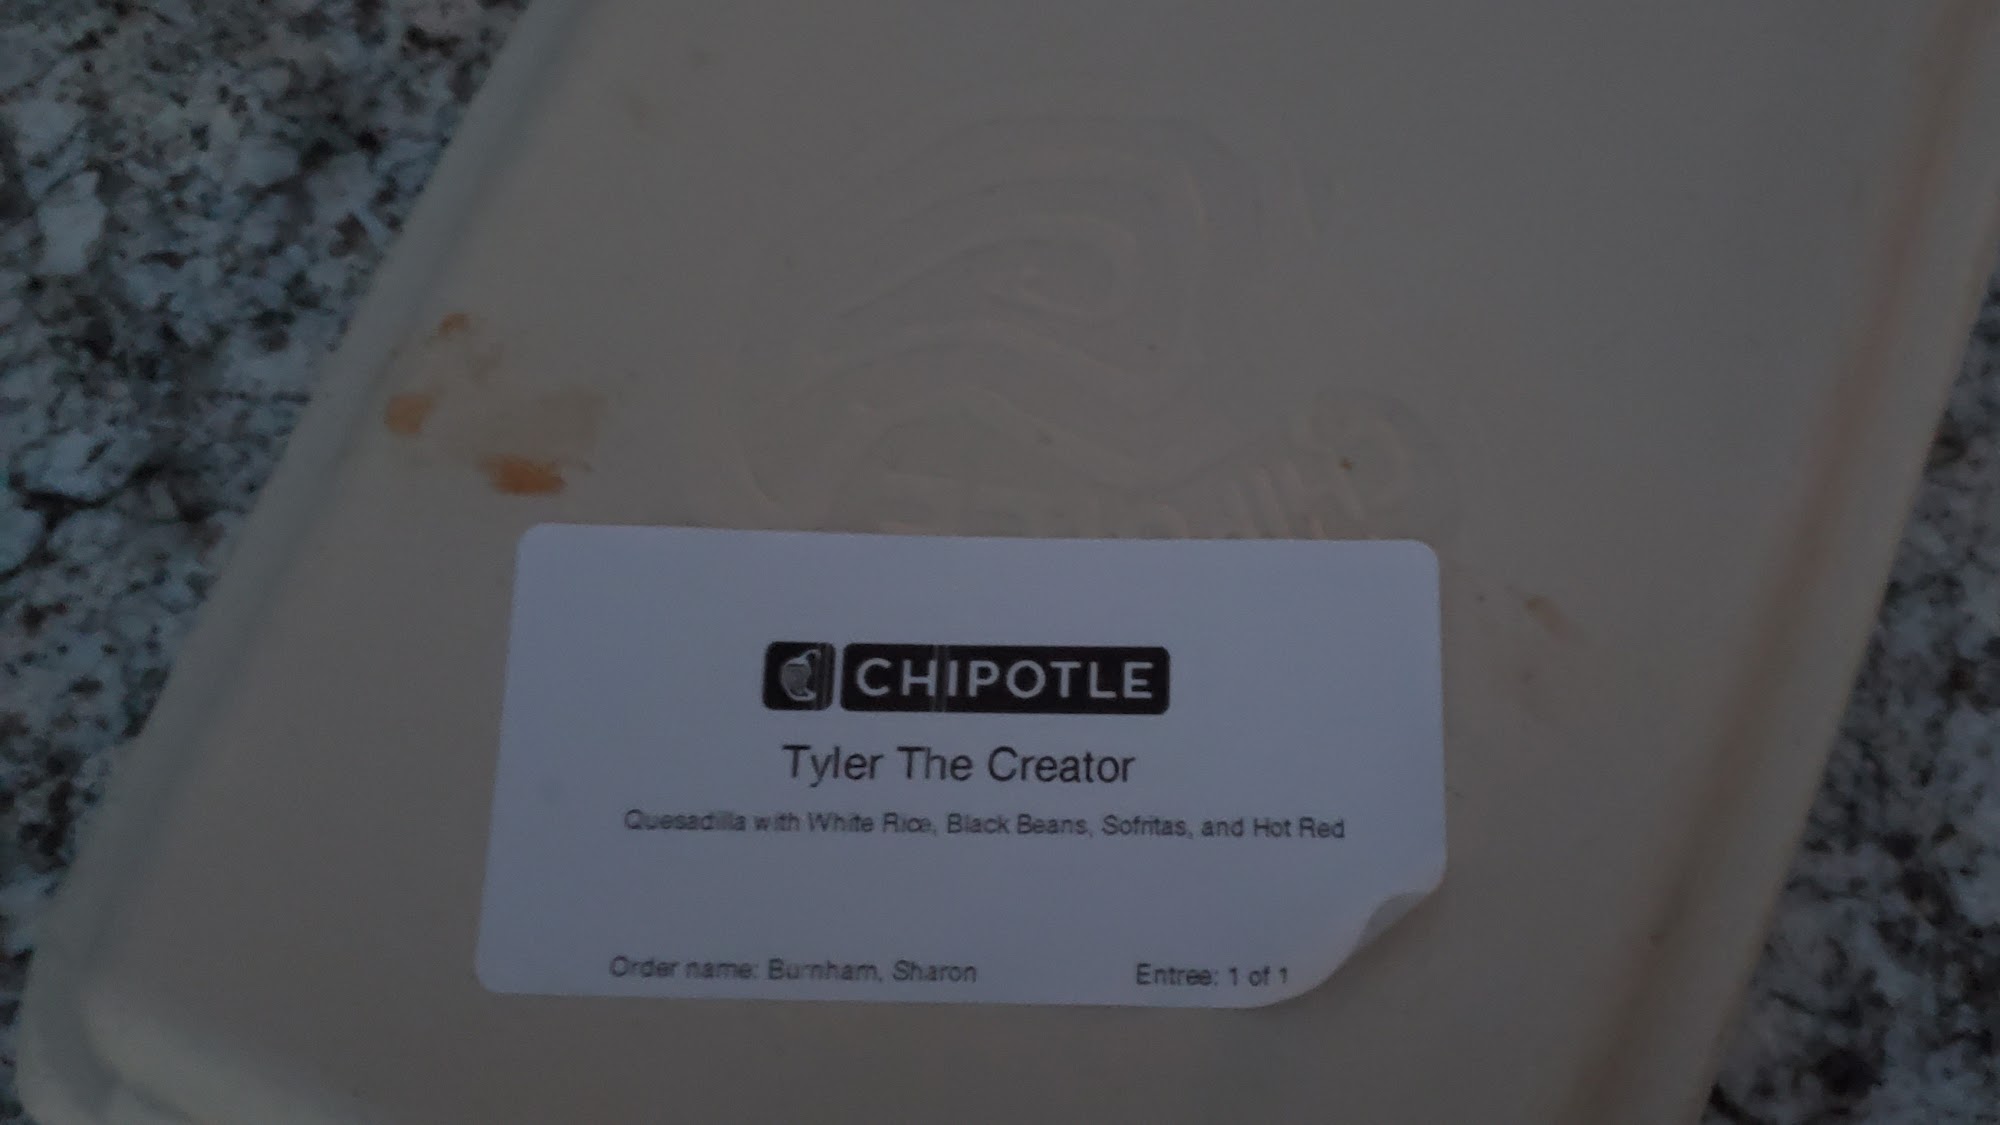 CHIPOTLE
CHIPOTLE
Tyler The Creator
Quesadilla with White Rice, Black Beans, Sofritas, and Hot Red
Order name: Burnham, Sharon
Entree: 1 of 1